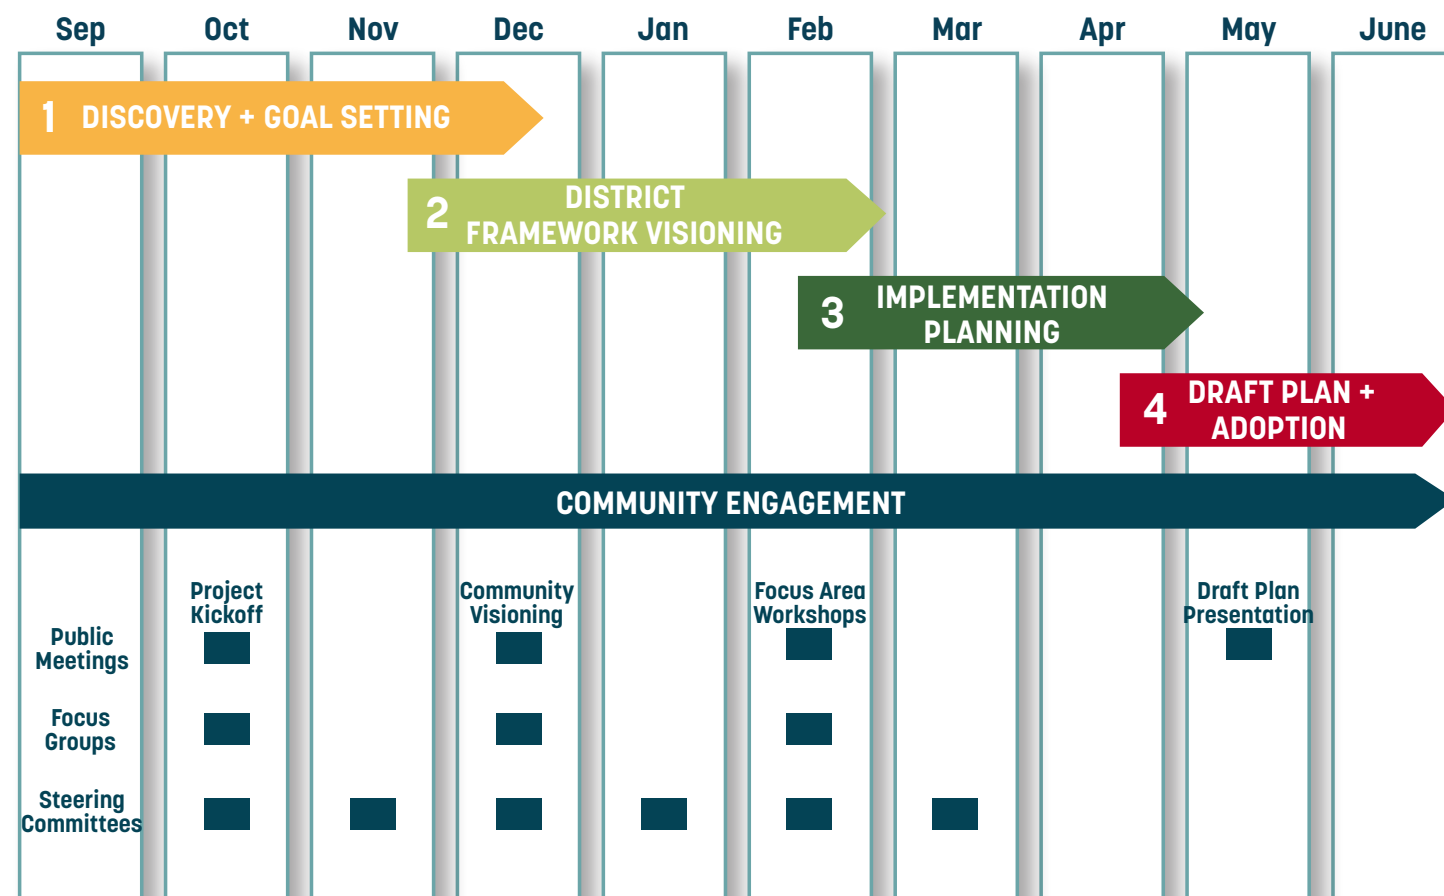 Sep Oct Nov Dec Jan Feb Mar Apr May June
1 DISCOVERY + GOAL SETTING
2 DISTRICT
FRAMEWORK VISIONING
3 IMPLEMENTATION
PLANNING
4 DRAFT PLAN +
ADOPTION
COMMUNITY ENGAGEMENT
Project
Kickoff
Community
Visioning
Focus Area
Workshops
Draft Plan
Presentation
Public
Meetings
Focus
Groups
Steering
Committees